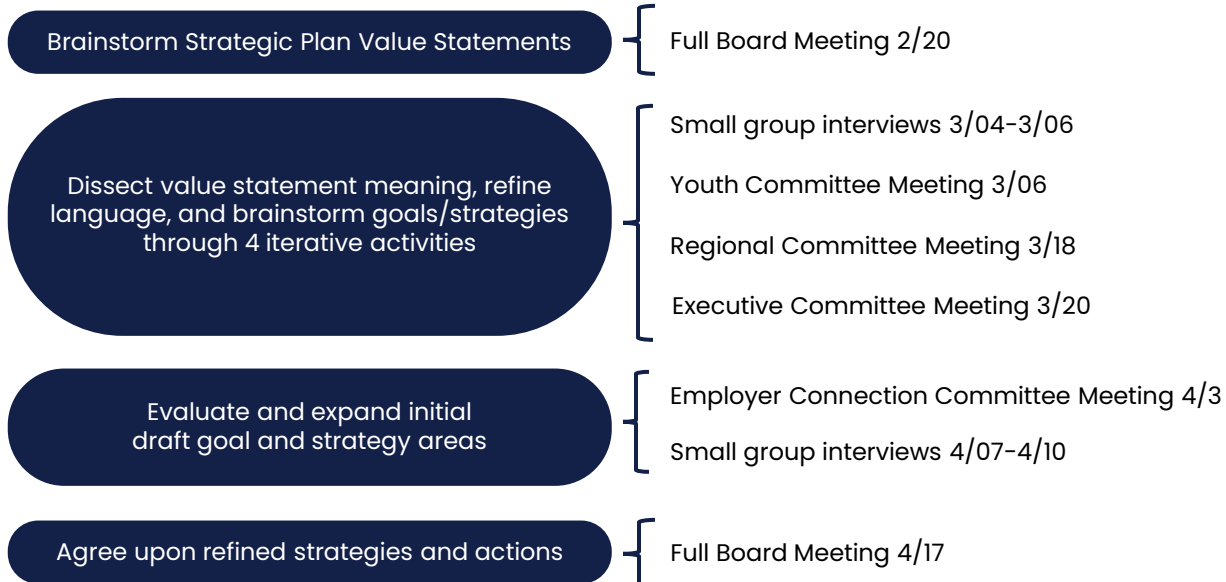 Brainstorm Strategic Plan Value Statements
Full Board Meeting 2/20
Dissect value statement meaning, refine
language, and brainstorm goals/strategies
through 4 iterative activities
Small group interviews 3/04-3/06
Youth Committee Meeting 3/06
Regional Committee Meeting 3/18
Executive Committee Meeting 3/20
Evaluate and expand initial
draft goal and strategy areas
Employer Connection Committee Meeting 4/3
Small group interviews 4/07-4/10
Agree upon refined strategies and actions
Full Board Meeting 4/17